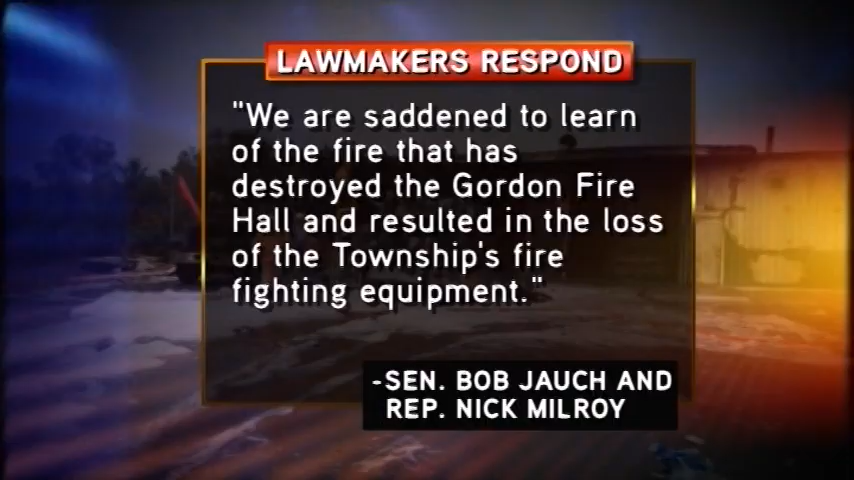 LAWMAKERS RESPOND
"We are saddened to learn
of the fire that has
destroyed the Gordon Fire
Hall and resulted in the loss
of the Township's fire
fighting equipment."
-SEN. BOB JAUCH AND
REP. NICK MILROY